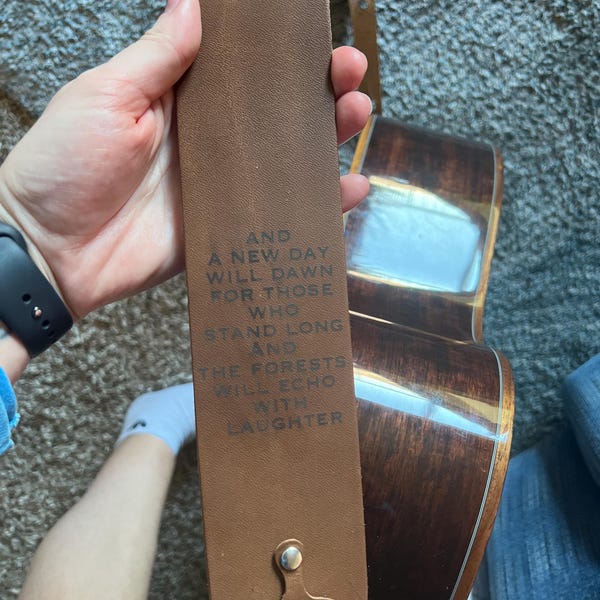 AND
A NEW DAY
WILL DAWN
FOR THOSE
WHO
STAND LONG
AND
THE FORESTS
WILL ECHO
WITH
LAUGHTER